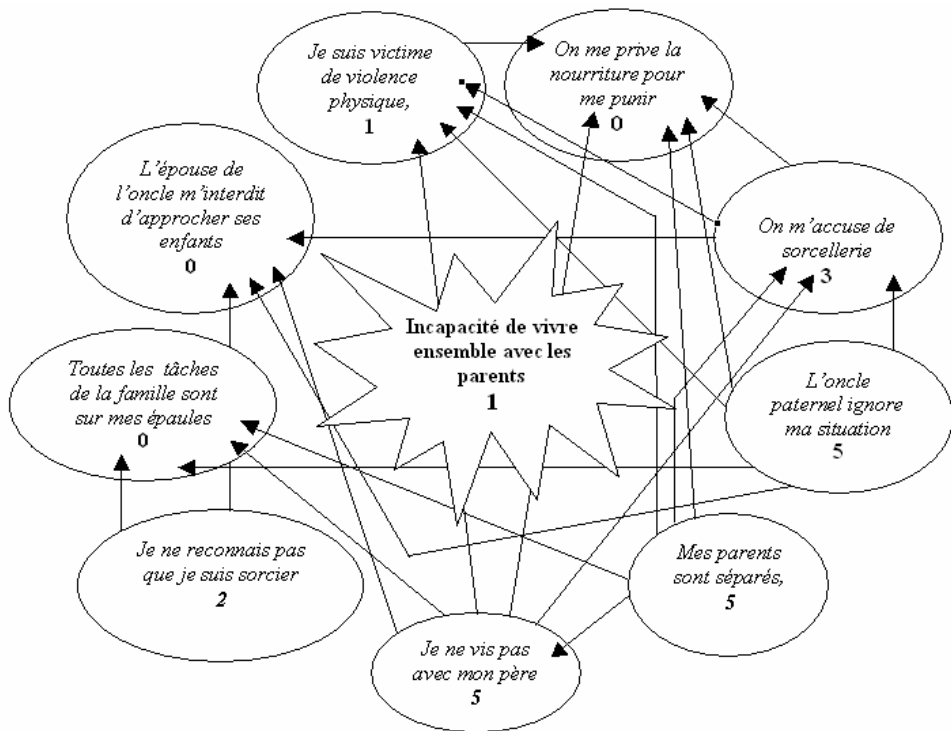 Je suis victime
de violence
physique,
1
On me prive la
nourriture pour
me punir
0
L'épouse de
l'oncle m'interdit
d'approcher ses
enfants
0
On m'accuse de
sorcellerie
3
Incapacité de vivre
ensemble avec les
parents
1
Toutes les tâches
de la famille sont
sur mes épaules
0
L'oncle
paternel ignore
ma situation
5
Je ne reconnais pas
que je suis sorcier
2
Mes parents
sont séparés,
5
Je ne vis pas
avec mon père
5